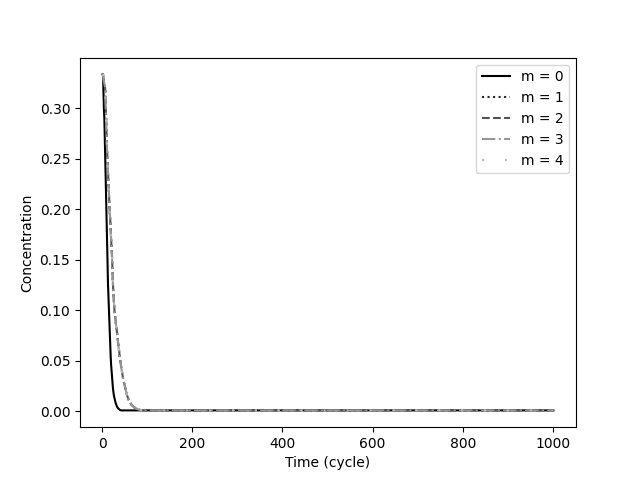 m = 0
m = 1
m = 2
m = 3
m = 4
0.30
0.25
0.20
0.15
0.10
0.05
0.00
Concentration
0 200 400 600 800 1000
Time (cycle)